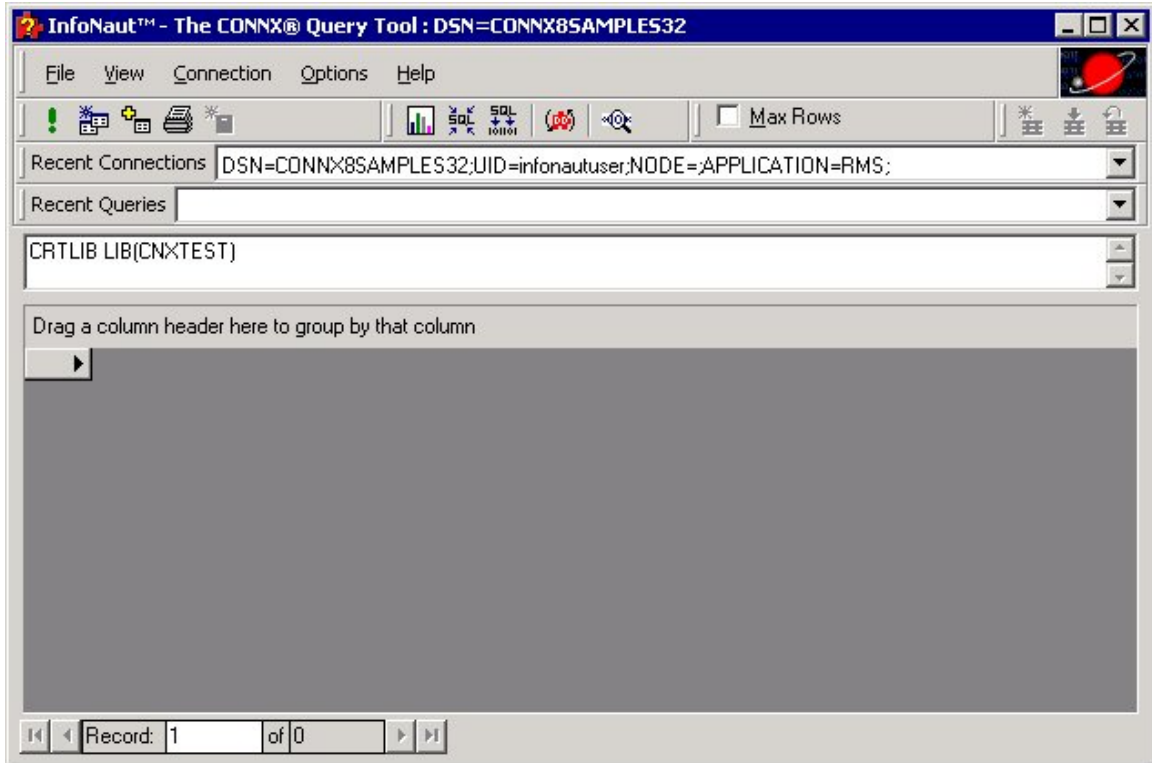 InfoNaut™ - The CONNX® Query Tool : DSN=CONNX8SAMPLES32
File View Connection Options Help
SQL SQL Max Rows
Recent Connections DSN=CONNX8SAMPLES32;UID=infonautuser;NODE=;APPLICATION=RMS;
Recent Queries
CRTLIB LIB(CNXTEST)
Drag a column header here to group by that column
Record: 1 of 0